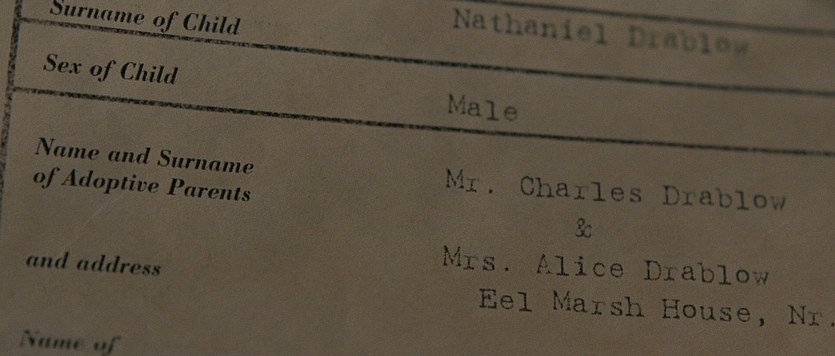 Surname of Child Nathaniel Drablow
Sex of Child Male
Name and Surname
of Adoptive Parents Mr. Charles Drablow
&
and address Mrs. Alice Drablow
Eel Marsh House, Nr.
Name of